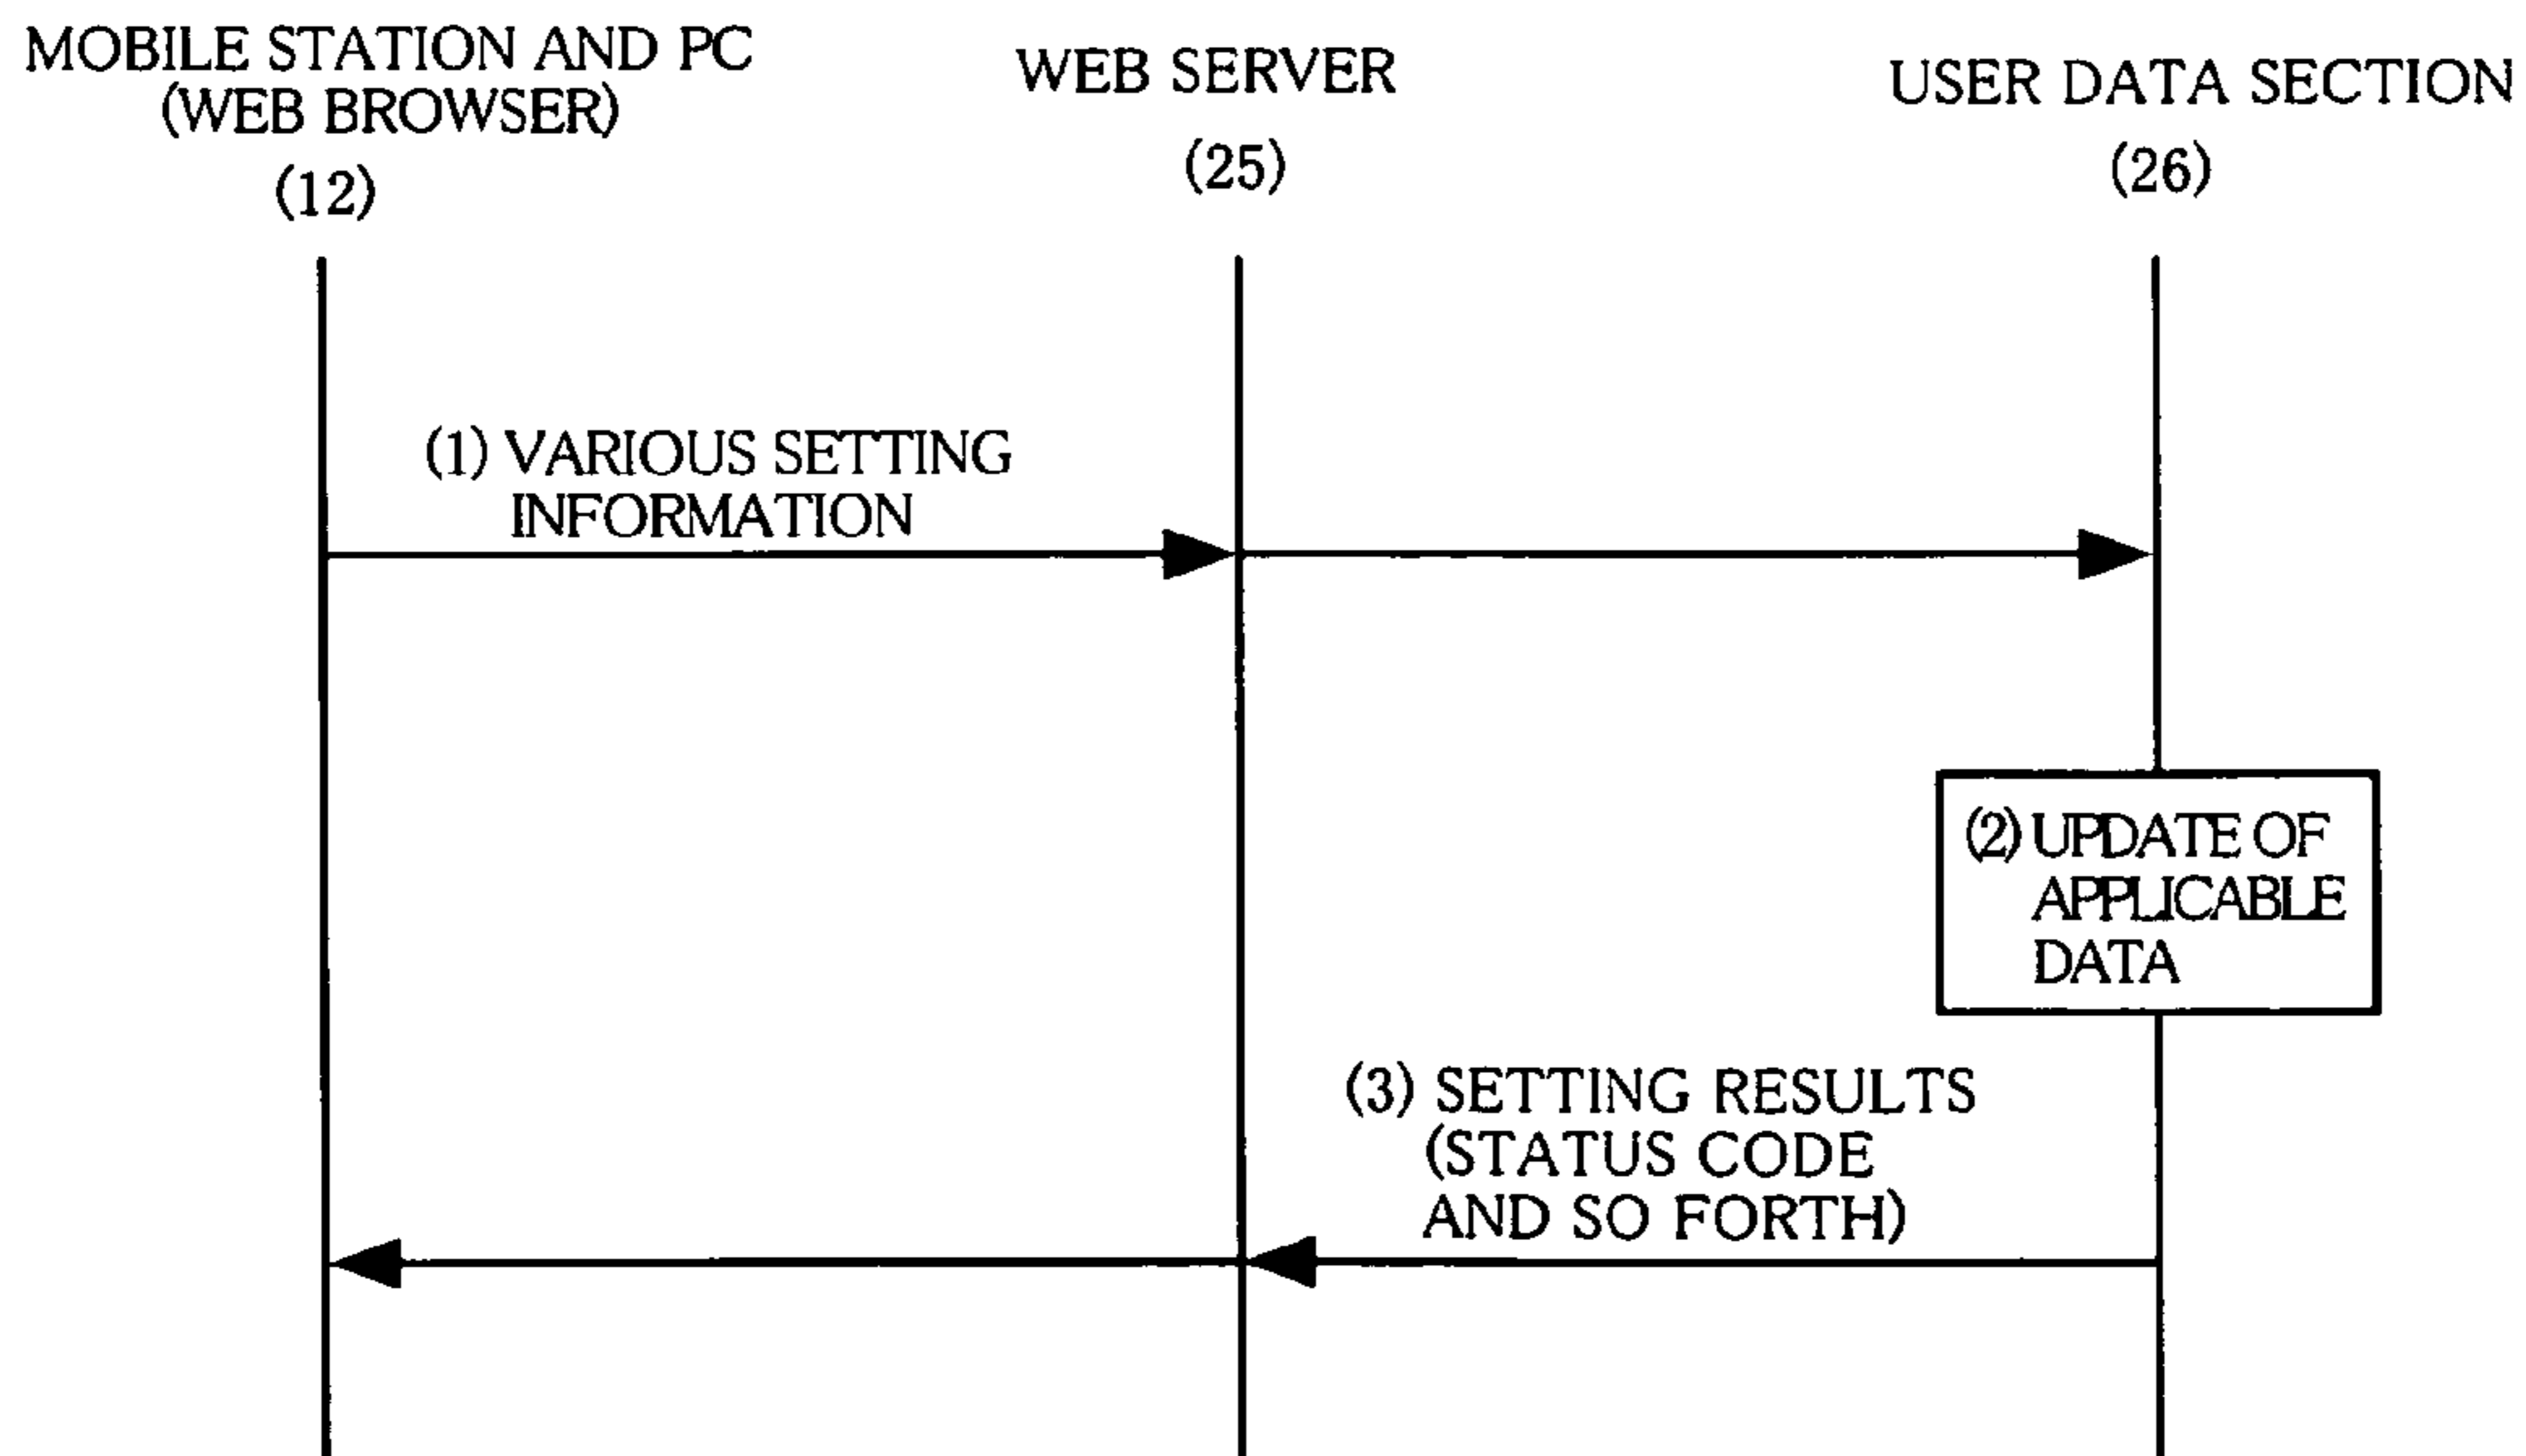 MOBILE STATION AND PC
(WEB BROWSER)
(12)
WEB SERVER
(25)
USER DATA SECTION
(26)
(1) VARIOUS SETTING
INFORMATION
(2) UPDATE OF
APPLICABLE
DATA
(3) SETTING RESULTS
(STATUS CODE
AND SO FORTH)